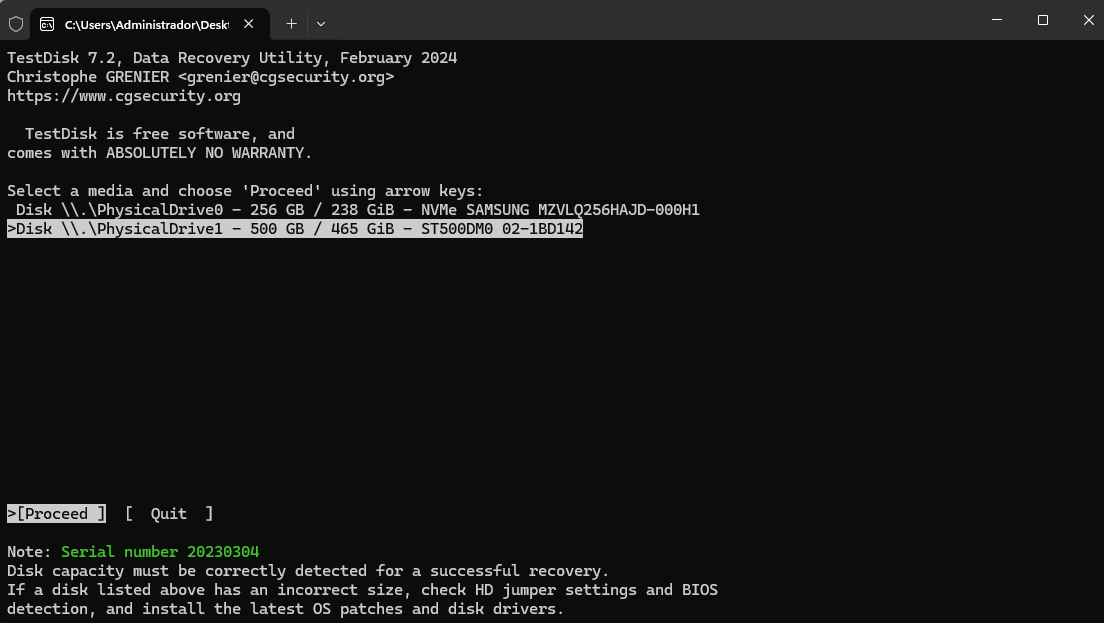 C:\Users\Administrador\Deskt
TestDisk 7.2, Data Recovery Utility, February 2024
Christophe GRENIER <grenier@cgsecurity.org>
https://www.cgsecurity.org
TestDisk is free software, and
comes with ABSOLUTELY NO WARRANTY.
Select a media and choose 'Proceed' using arrow keys:
Disk \\.\PhysicalDrive0 - 256 GB / 238 GiB - NVMe SAMSUNG MZVLQ256HAJD-000H1
>Disk \\.\PhysicalDrive1 - 500 GB / 465 GiB - ST500DM0 02-1BD142
>[Proceed ]  [  Quit  ]
Note: Serial number 20230304
Disk capacity must be correctly detected for a successful recovery.
If a disk listed above has an incorrect size, check HD jumper settings and BIOS
detection, and install the latest OS patches and disk drivers.